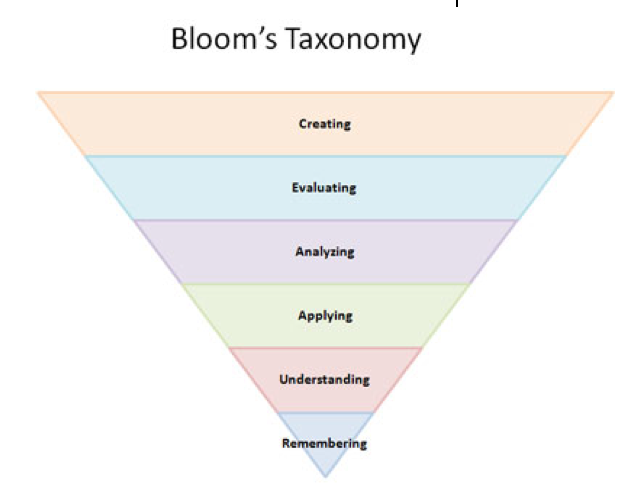 Bloom’s Taxonomy
Creating
Evaluating
Analyzing
Applying
Understanding
Remembering